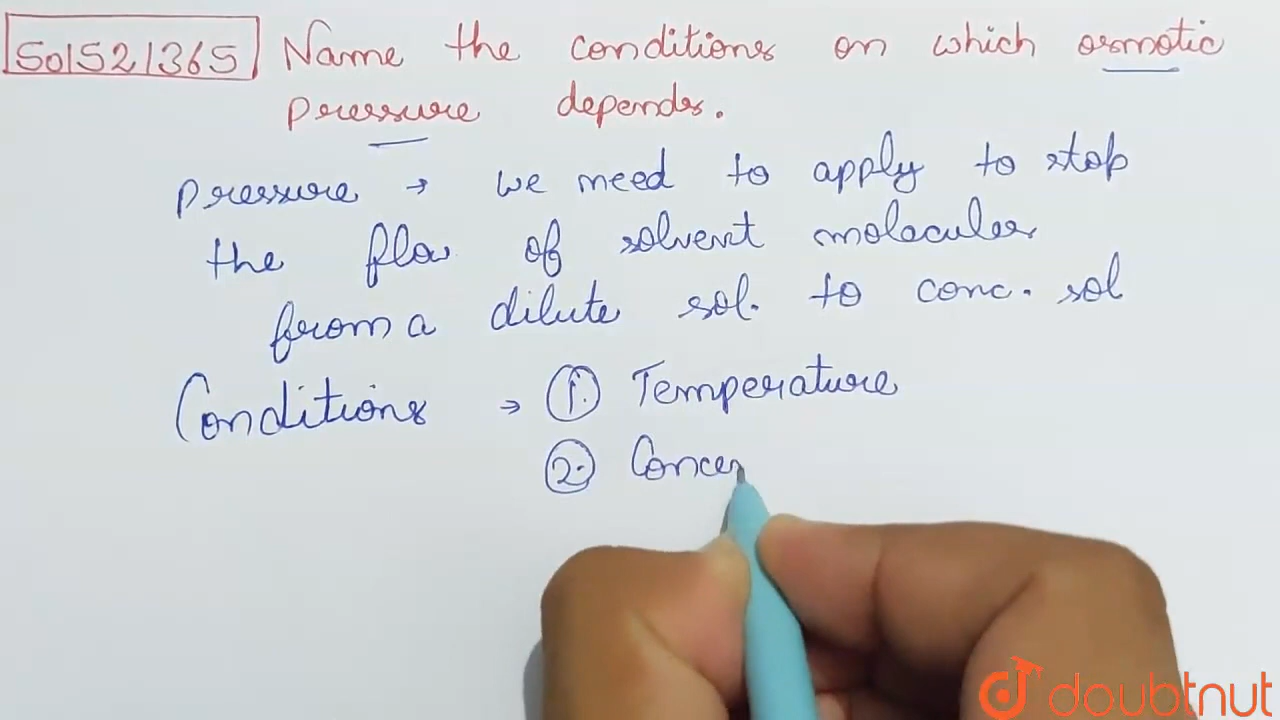 501521365 Name the conditions on which osmotic
pressure depends.
pressure → we need to apply to stop
the flow of solvent molecules
from a dilute sol. to conc. sol
Conditions → 1. Temperature
2. Concen
doubtnut